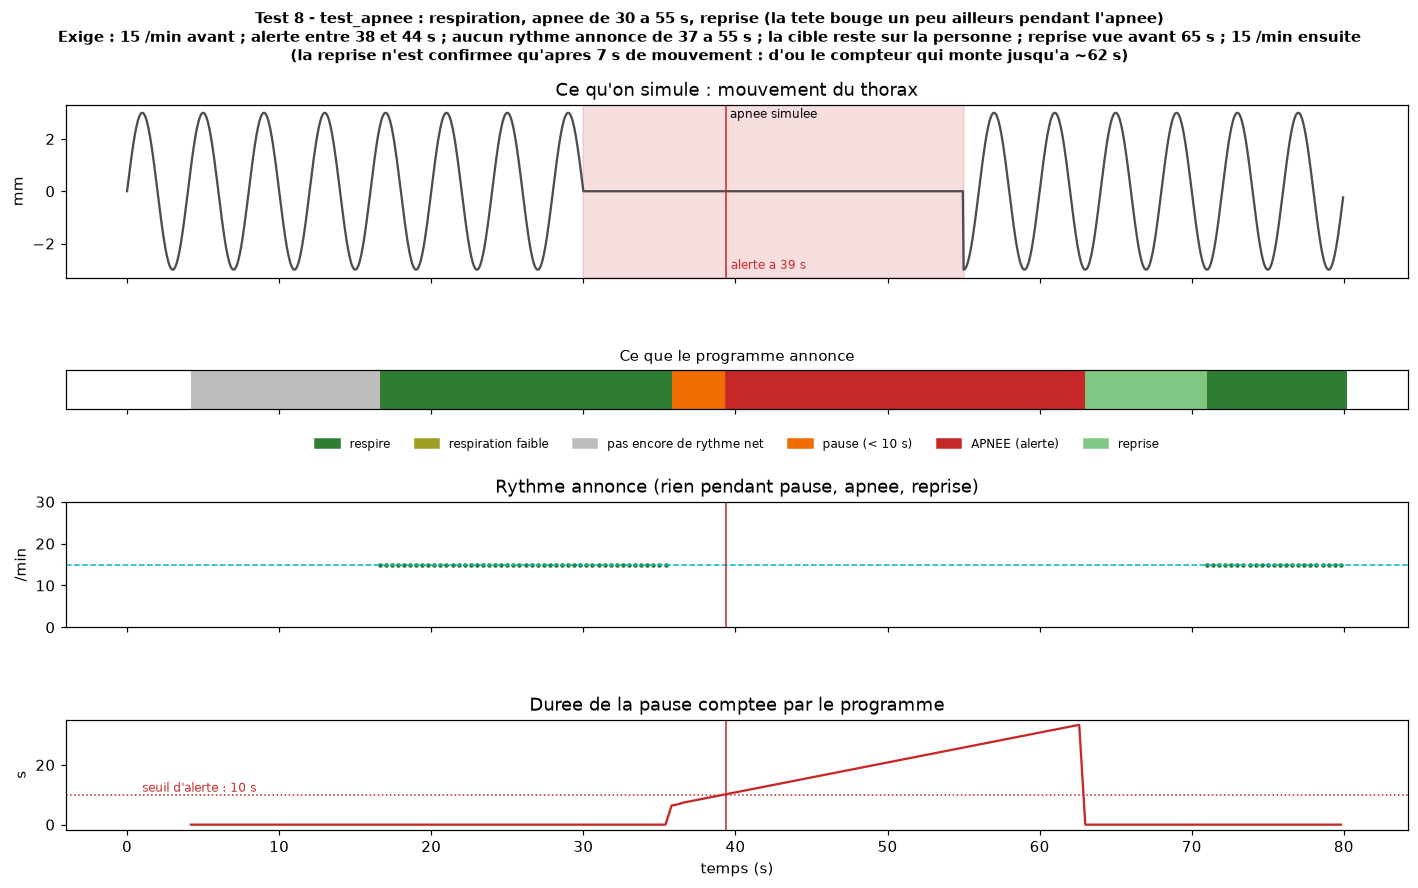 Test 8 - test_apnee : respiration, apnee de 30 a 55 s, reprise (la tete bouge un peu ailleurs pendant l'apnee)
Exige : 15 /min avant ; alerte entre 38 et 44 s ; aucun rythme annonce de 37 a 55 s ; la cible reste sur la personne ; reprise vue avant 65 s ; 15 /min ensuite
(la reprise n'est confirmee qu'apres 7 s de mouvement : d'ou le compteur qui monte jusqu'a ~62 s)
Ce qu'on simule : mouvement du thorax
apnee simulee
2
0
−2
mm
alerte a 39 s
Ce que le programme annonce
respire
respiration faible
pas encore de rythme net
pause (< 10 s)
APNEE (alerte)
reprise
Rythme annonce (rien pendant pause, apnee, reprise)
30
20
10
0
/min
Duree de la pause comptee par le programme
20
0
s
seuil d'alerte : 10 s
0 10 20 30 40 50 60 70 80
temps (s)